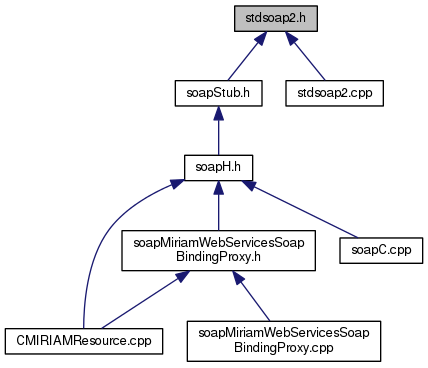 stdsoap2.h
soapStub.h
stdsoap2.cpp
soapH.h
soapMiriamWebServicesSoap
BindingProxy.h
soapC.cpp
CMIRIAMResource.cpp
soapMiriamWebServicesSoap
BindingProxy.cpp